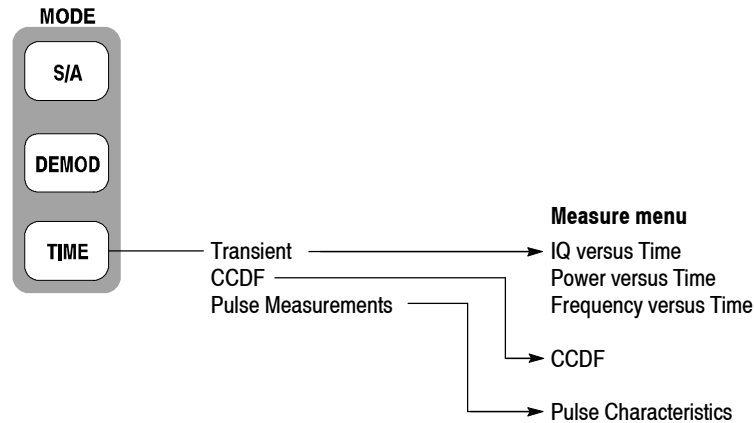 MODE
S/A
DEMOD
TIME
Transient
CCDF
Pulse Measurements
Measure menu
IQ versus Time
Power versus Time
Frequency versus Time
CCDF
Pulse Characteristics